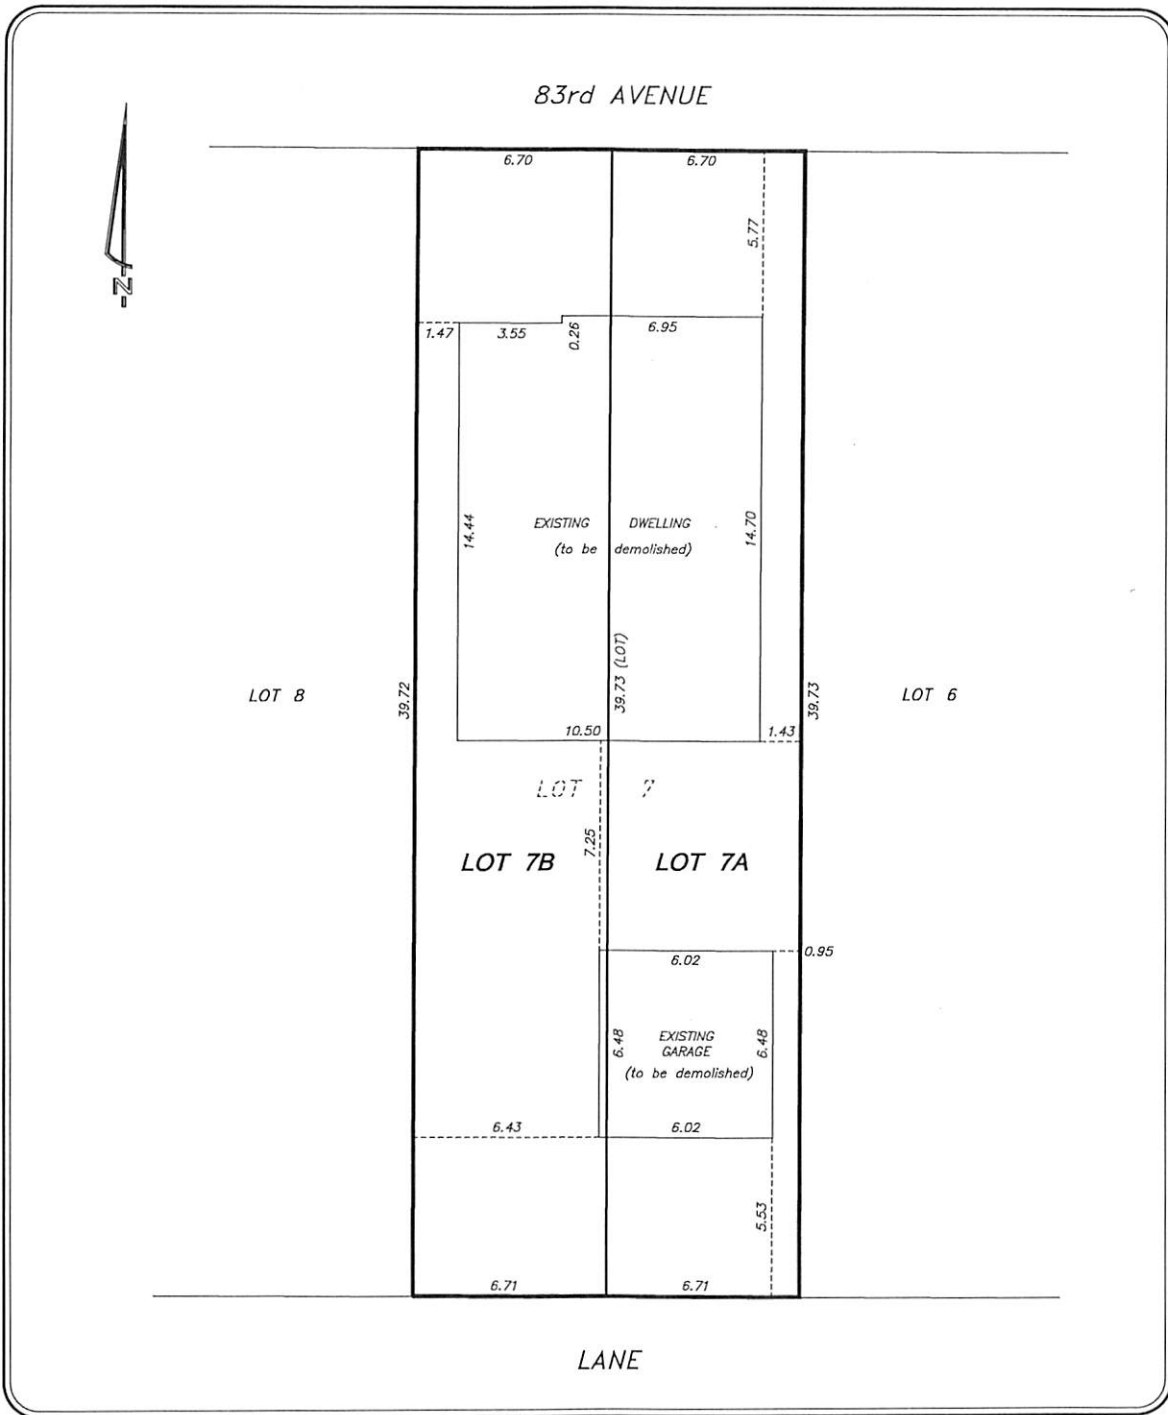 83rd AVENUE
N
6.70 6.70
5.77
1.47 3.55 0.26 6.95
14.44 EXISTING DWELLING 14.70
(to be demolished)
39.73 (LOT)
LOT 8 39.72 39.73 LOT 6
10.50 1.43
LOT 7
7.25
LOT 7B LOT 7A
0.95
6.02
6.48 EXISTING 6.48
GARAGE
(to be demolished)
6.43 6.02
5.53
6.71 6.71
LANE